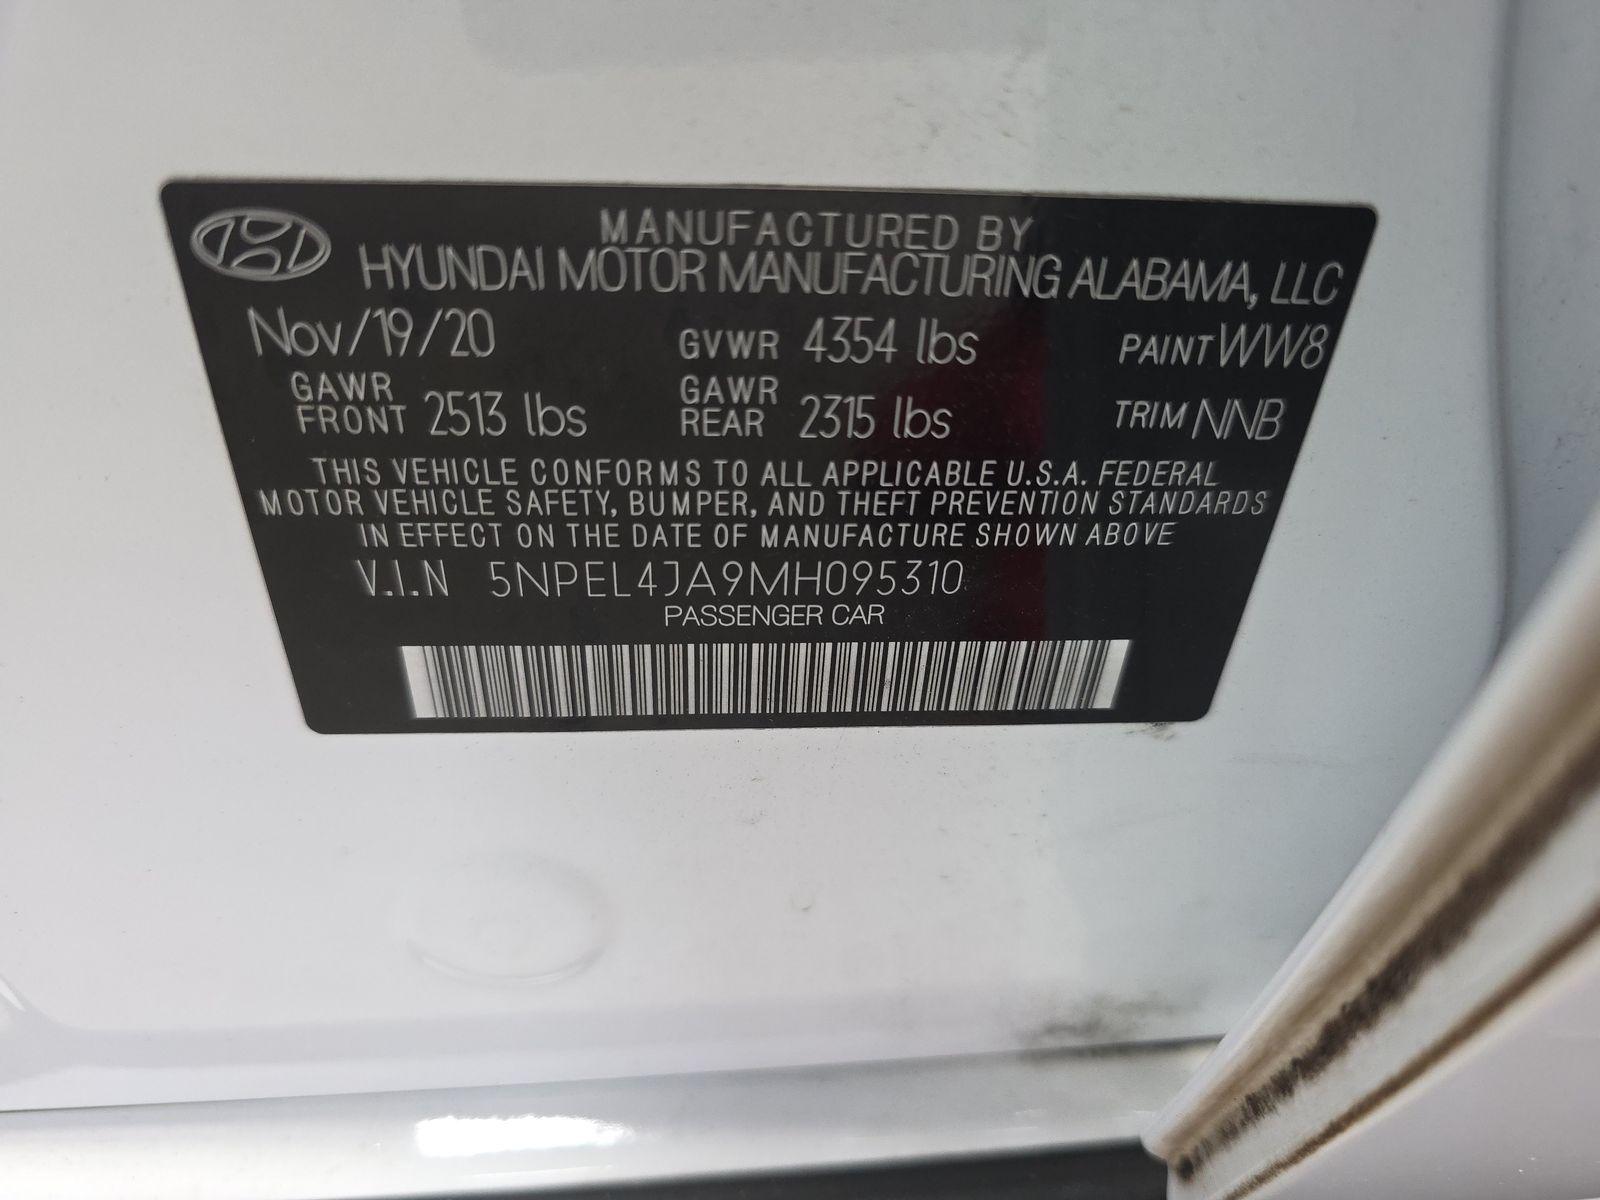 MANUFACTURED BY
HYUNDAI MOTOR MANUFACTURING ALABAMA, LLC
Nov/19/20 GVWR 4354 lbs PAINT WW8
GAWR FRONT 2513 lbs GAWR REAR 2315 lbs TRIM NNB
THIS VEHICLE CONFORMS TO ALL APPLICABLE U.S.A. FEDERAL
MOTOR VEHICLE SAFETY, BUMPER, AND THEFT PREVENTION STANDARDS
IN EFFECT ON THE DATE OF MANUFACTURE SHOWN ABOVE
V.I.N 5NPEL4JA9MH095310
PASSENGER CAR